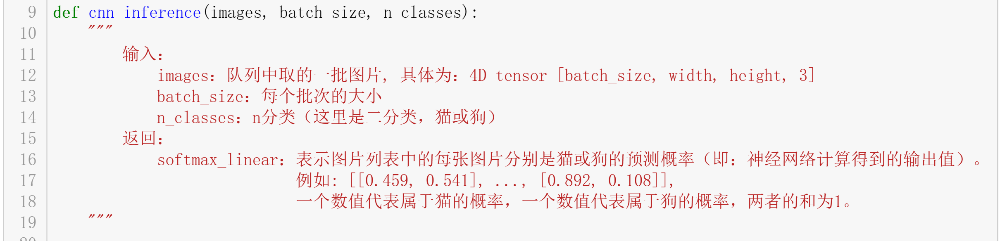 9 def cnn_inference(images, batch_size, n_classes):
10 """
11 输入：
12 images：队列中取的一批图片, 具体为：4D tensor [batch_size, width, height, 3]
13 batch_size：每个批次的大小
14 n_classes：n分类（这里是二分类，猫或狗）
15 返回：
16 softmax_linear：表示图片列表中的每张图片分别是猫或狗的预测概率（即：神经网络计算得到的输出值）。
17 例如: [[0.459, 0.541], ..., [0.892, 0.108]],
18 一个数值代表属于猫的概率，一个数值代表属于狗的概率，两者的和为1。
19 """